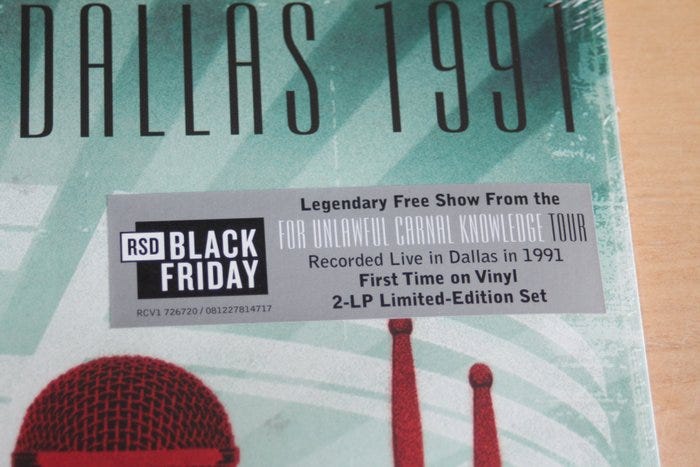 DALLAS 1991
Legendary Free Show From the
FOR UNLAWFUL CARNAL KNOWLEDGE TOUR
Recorded Live in Dallas in 1991
First Time on Vinyl
2-LP Limited-Edition Set
RSD BLACK
FRIDAY
RCV1 726720 / 081227814717